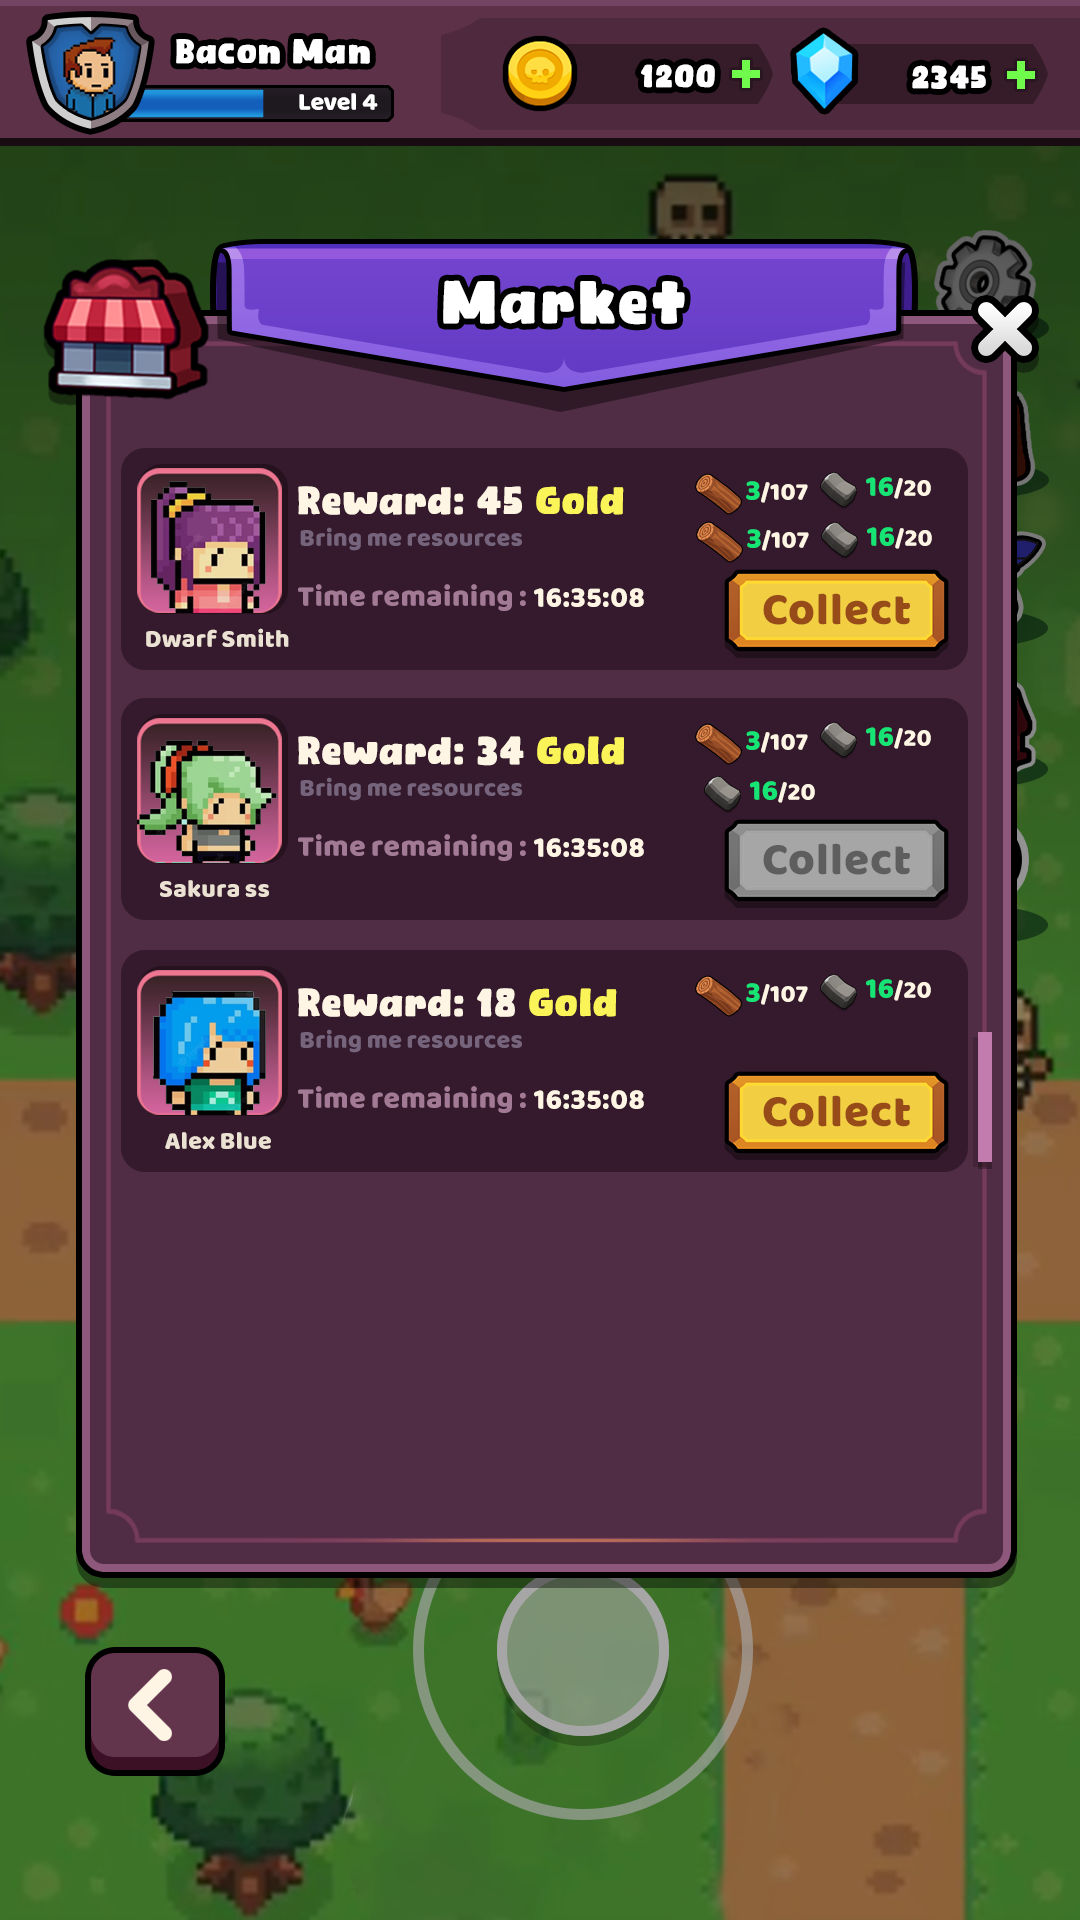 Bacon Man
Level 4
1200
2345
Market
Reward: 45 Gold
3/107 16/20
Bring me resources
3/107 16/20
Time remaining : 16:35:08
Collect
Dwarf Smith
Reward: 34 Gold
3/107 16/20
Bring me resources
16/20
Time remaining : 16:35:08
Collect
Sakura ss
Reward: 18 Gold
3/107 16/20
Bring me resources
Time remaining : 16:35:08
Collect
Alex Blue